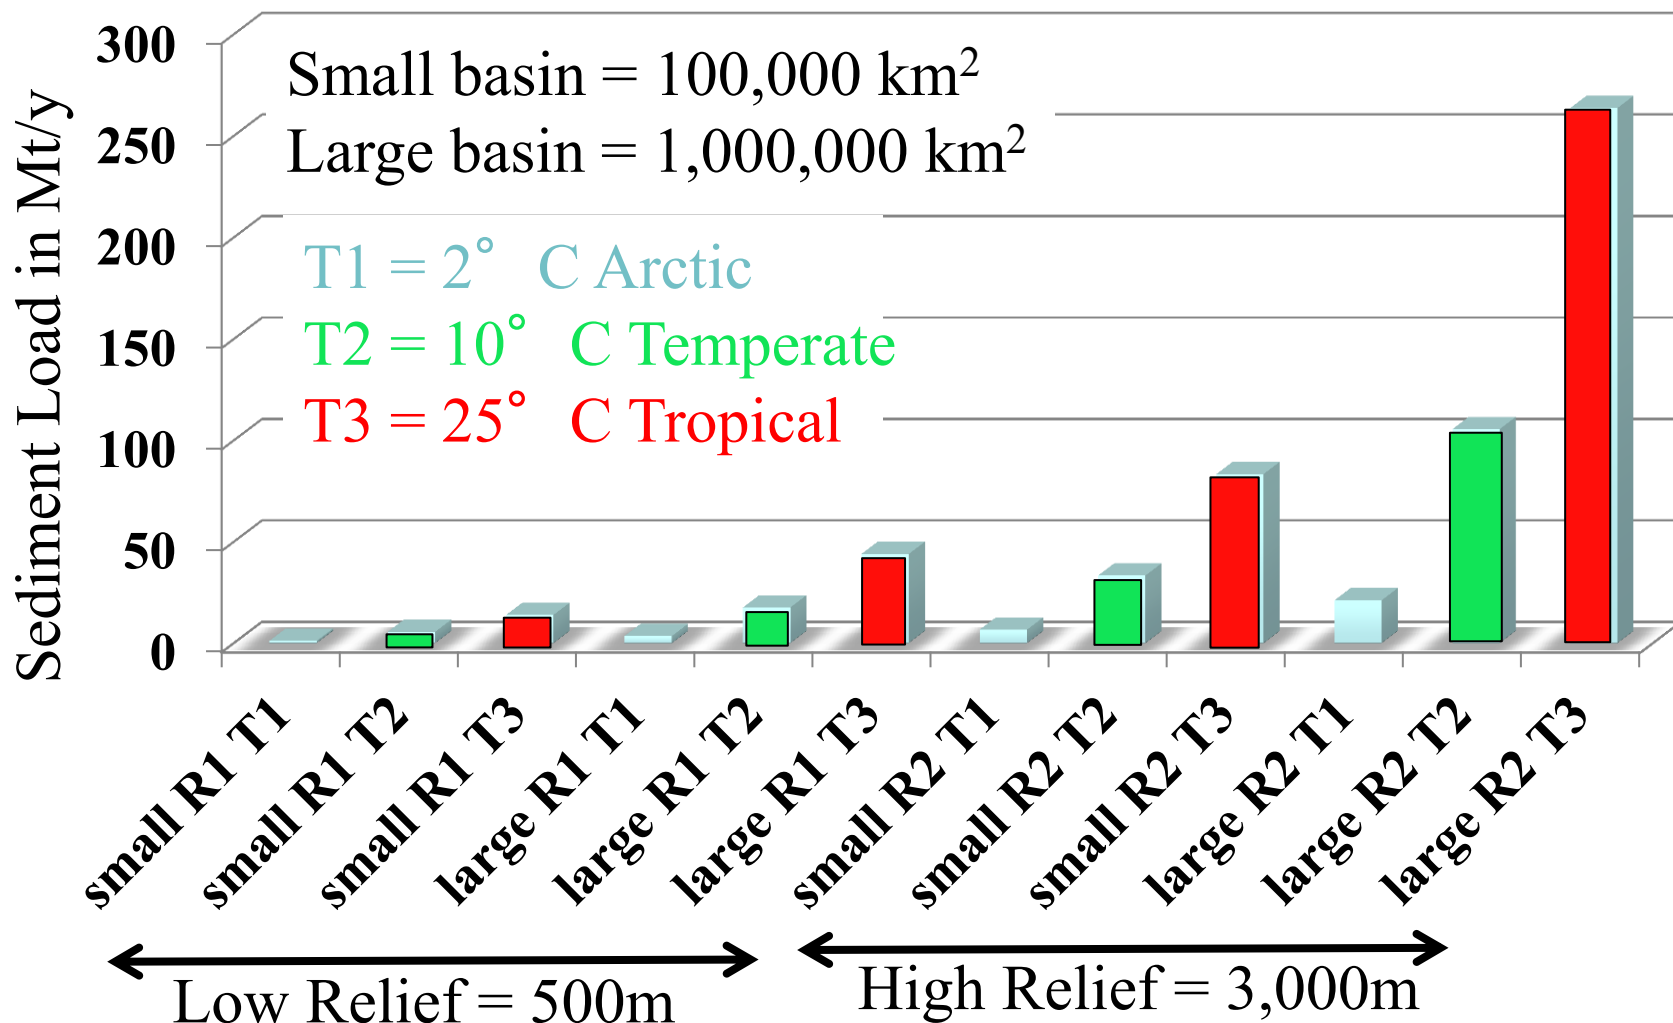 Sediment Load in Mt/y
300
250
200
150
100
50
0
Small basin = 100,000 km²
Large basin = 1,000,000 km²
T1 = 2° C Arctic
T2 = 10° C Temperate
T3 = 25° C Tropical
small R1 T1
small R1 T2
small R1 T3
large R1 T1
large R1 T2
large R1 T3
small R2 T1
small R2 T2
small R2 T3
large R2 T1
large R2 T2
large R2 T3
Low Relief = 500m
High Relief = 3,000m